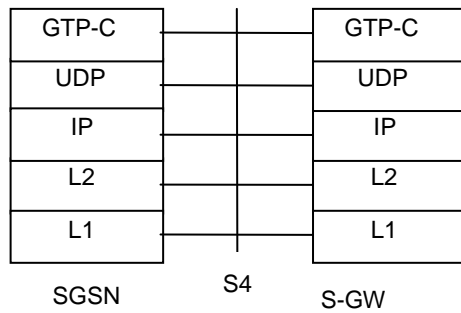 GTP-C GTP-C
UDP UDP
IP IP
L2 L2
L1 L1
SGSN S4 S-GW